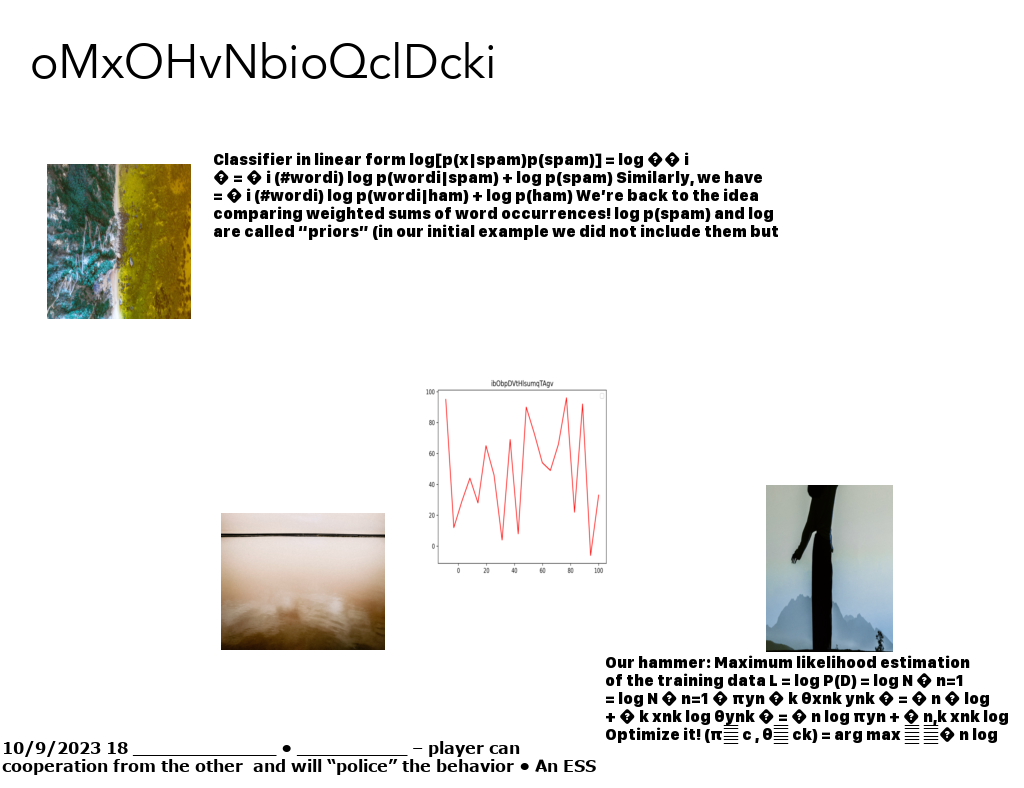 oMxOHvNbioQclDcki
Classifier in linear form log[p(x|spam)p(spam)] = log �� i
� = � i (#wordi) log p(wordi|spam) + log p(spam) Similarly, we have
= � i (#wordi) log p(wordi|ham) + log p(ham) We’re back to the idea
comparing weighted sums of word occurrences! log p(spam) and log
are called “priors” (in our initial example we did not include them but
ibObpDVtHlsumqTAgv
100
80
60
40
20
0
0 20 40 60 80 100
Our hammer: Maximum likelihood estimation
of the training data L = log P(D) = log N � n=1
= log N � n=1 � πyn � k θxnk ynk � = � n � log
+ � k xnk log θynk � = � n log πyn + � n,k xnk log
Optimize it! (π c , θ ck) = arg max � n log
10/9/2023 18 _____________ • __________ – player can
cooperation from the other and will “police” the behavior • An ESS